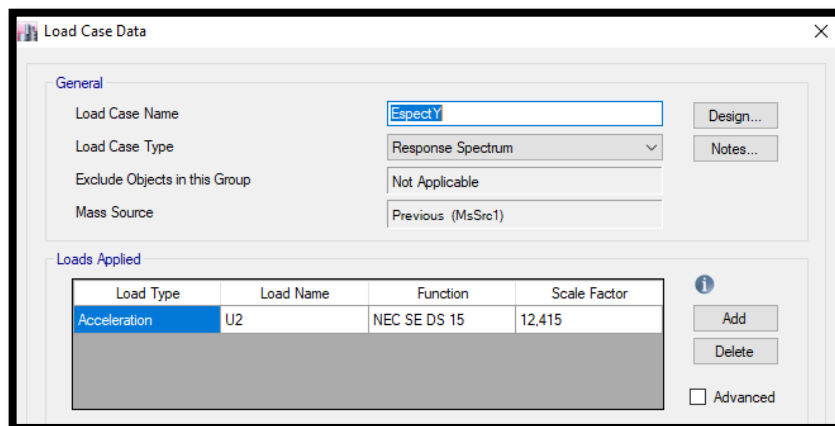 Load Case Data
General
Load Case Name EspectY Design...
Load Case Type Response Spectrum Notes...
Exclude Objects in this Group Not Applicable
Mass Source Previous (MsSrc1)
Loads Applied
Load Type Load Name Function Scale Factor
Acceleration U2 NEC SE DS 15 12,415
Add
Delete
Advanced